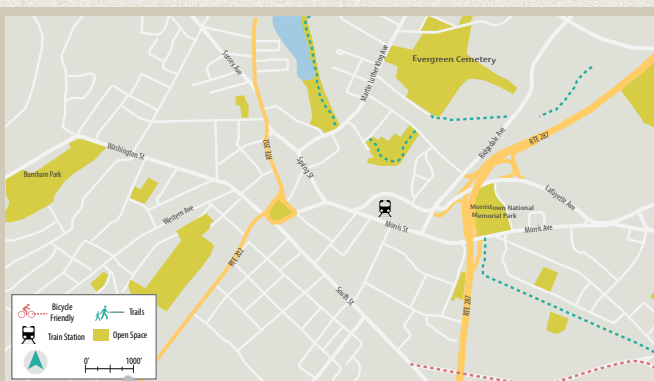 Surrey Ave
Martin Luther King Ave
Evergreen Cemetery
RTE 202
Washington St
Spring St
Ridgedale Ave
RTE 287
Burnham Park
Western Ave
Lafayette Ave
Morristown National
Memorial Park
Morris St
Morris Ave
RTE 202
South St
RTE 287
Bicycle
Friendly
Trails
Train Station
Open Space
0'
1000'